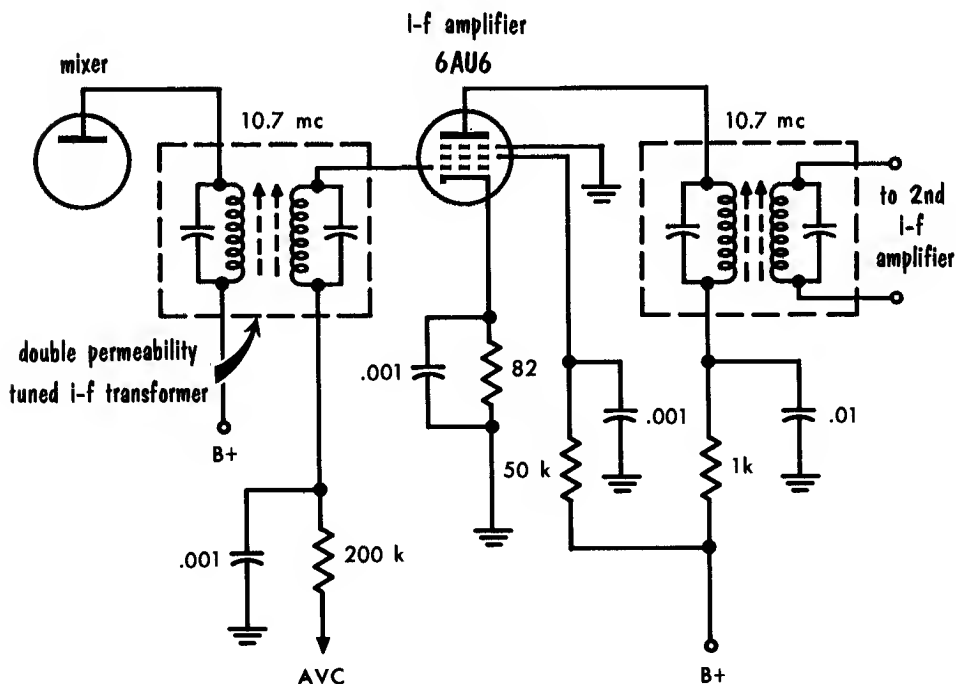 i-f amplifier
6AU6
mixer
10.7 mc
10.7 mc
to 2nd
i-f
amplifier
double permeability
tuned i-f transformer
.001
82
.001
.01
B+
50 k
1k
.001
200 k
AVC
B+